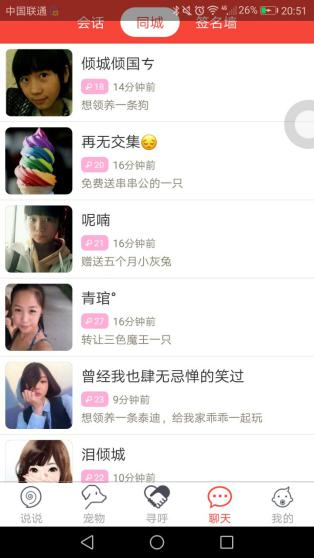 中国联通 4G 26% 20:51
会话 同城 签名墙
倾城倾国ㄘ
18 14分钟前
想领养一条狗
再无交集😔
20 16分钟前
免费送串串公的一只
呢喃
21 16分钟前
赠送五个月小灰兔
青琯°
27 16分钟前
转让三色魔王一只
曾经我也肆无忌惮的笑过
23 9分钟前
想领养一条泰迪，给我家乖乖一起玩
泪倾城
22 10分钟前
说说 宠物 寻呼 聊天 我的